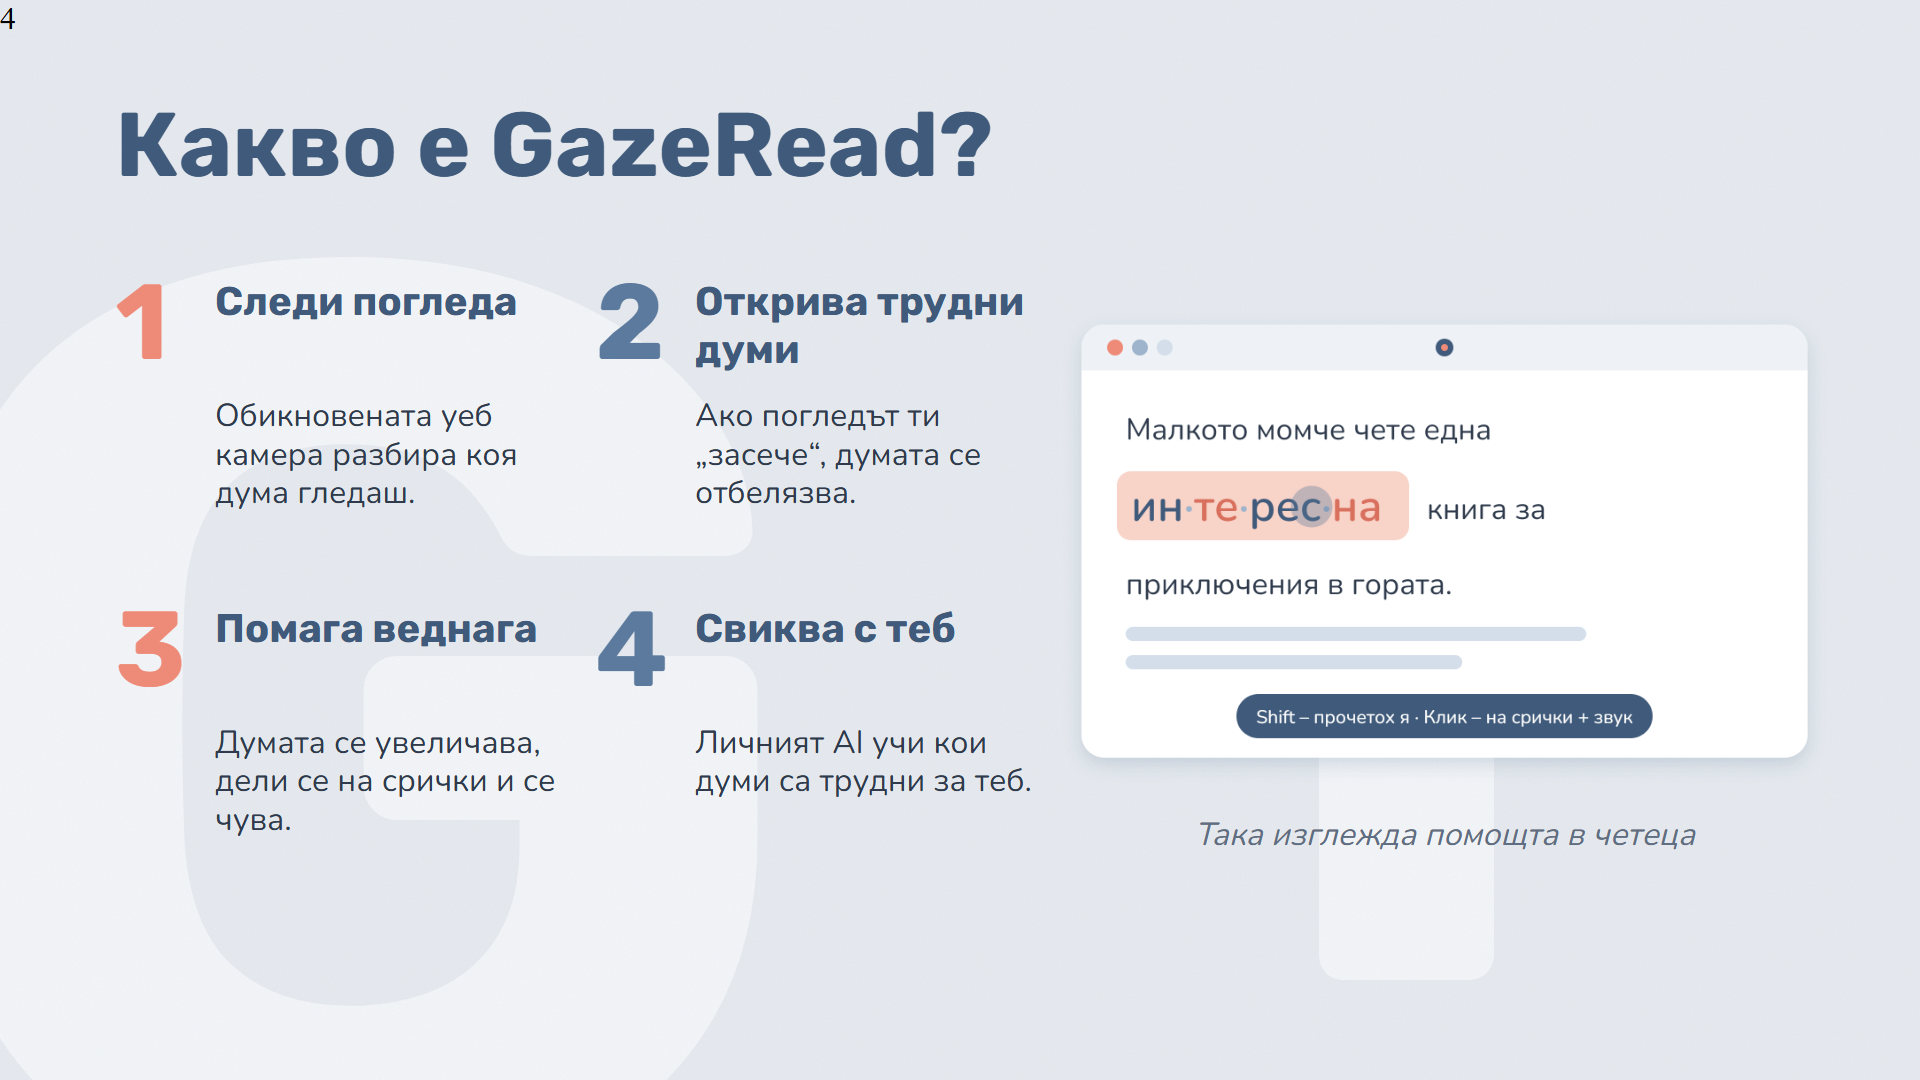 4
Какво е GazeRead?
1
Следи погледа
Обикновената уеб
камера разбира коя
дума гледаш.
2
Открива трудни
думи
Ако погледът ти
„засече“, думата се
отбелязва.
3
Помага веднага
Думата се увеличава,
дели се на срички и се
чува.
4
Свиква с теб
Личният AI учи кои
думи са трудни за теб.
Малкото момче чете една
ин·те·рес·на книга за
приключения в гората.
Shift – прочетох я · Клик – на срички + звук
Така изглежда помощта в четеца